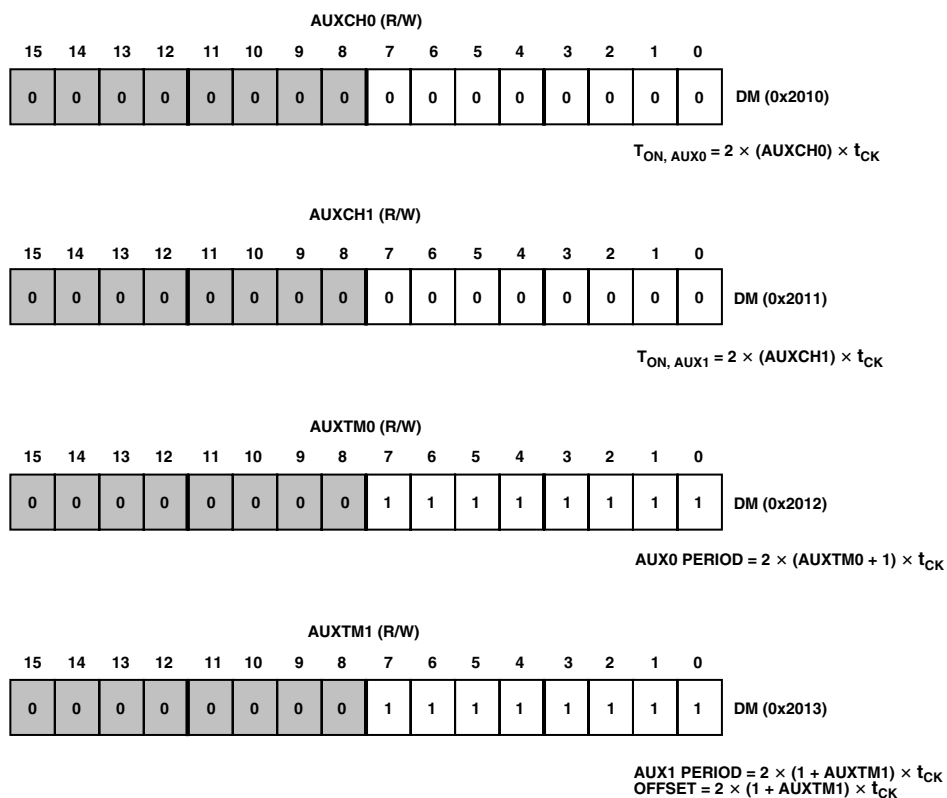 AUXCH0 (R/W)
15 14 13 12 11 10 9 8 7 6 5 4 3 2 1 0
0 0 0 0 0 0 0 0 0 0 0 0 0 0 0 0 DM (0x2010)
T_ON, AUX0 = 2 × (AUXCH0) × t_CK
AUXCH1 (R/W)
15 14 13 12 11 10 9 8 7 6 5 4 3 2 1 0
0 0 0 0 0 0 0 0 0 0 0 0 0 0 0 0 DM (0x2011)
T_ON, AUX1 = 2 × (AUXCH1) × t_CK
AUXTM0 (R/W)
15 14 13 12 11 10 9 8 7 6 5 4 3 2 1 0
0 0 0 0 0 0 0 0 1 1 1 1 1 1 1 1 DM (0x2012)
AUX0 PERIOD = 2 × (AUXTM0 + 1) × t_CK
AUXTM1 (R/W)
15 14 13 12 11 10 9 8 7 6 5 4 3 2 1 0
0 0 0 0 0 0 0 0 1 1 1 1 1 1 1 1 DM (0x2013)
AUX1 PERIOD = 2 × (1 + AUXTM1) × t_CK
OFFSET = 2 × (1 + AUXTM1) × t_CK